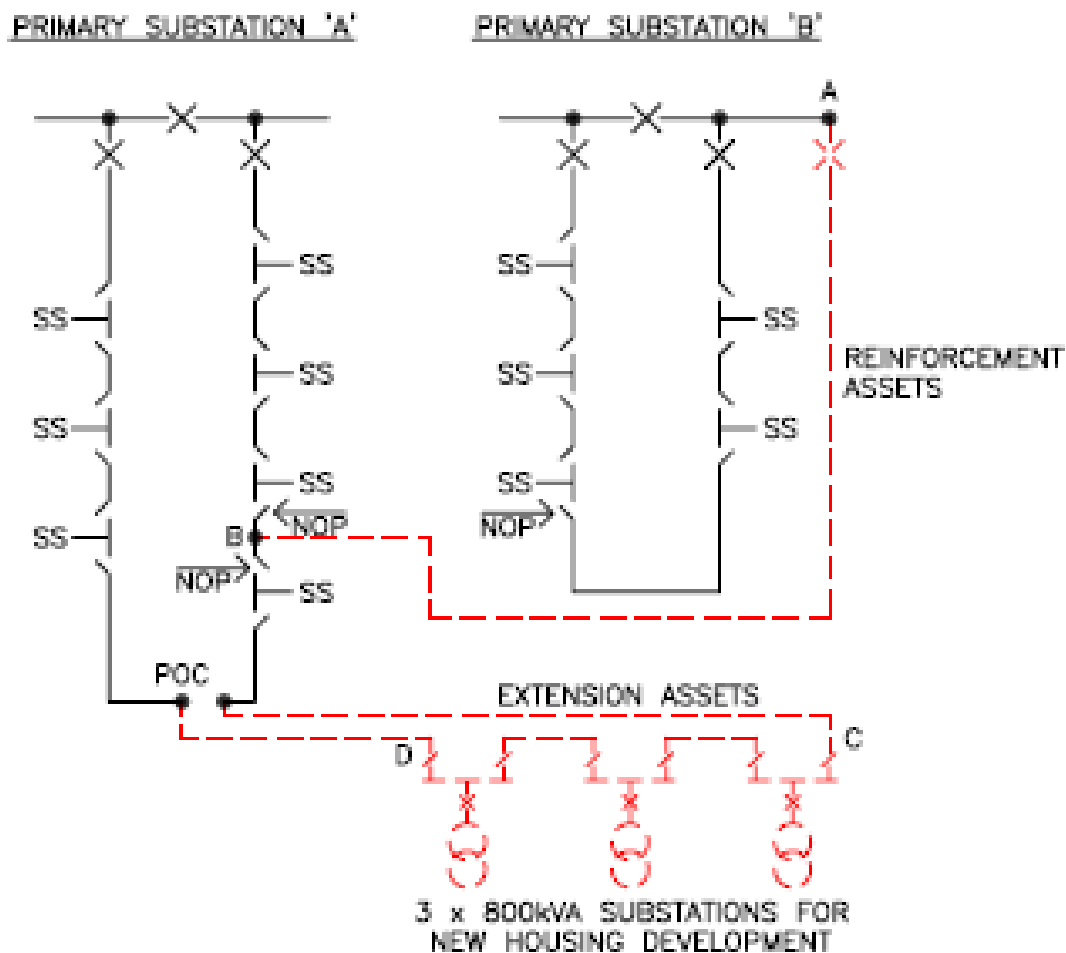 PRIMARY SUBSTATION 'A'
PRIMARY SUBSTATION 'B'
A
SS
SS
SS
SS
SS
REINFORCEMENT
ASSETS
SS
SS
SS
SS
SS
SS
NOP
NOP
SS
B
NOP
SS
POC
EXTENSION ASSETS
D
C
3 x 800kVA SUBSTATIONS FOR
NEW HOUSING DEVELOPMENT